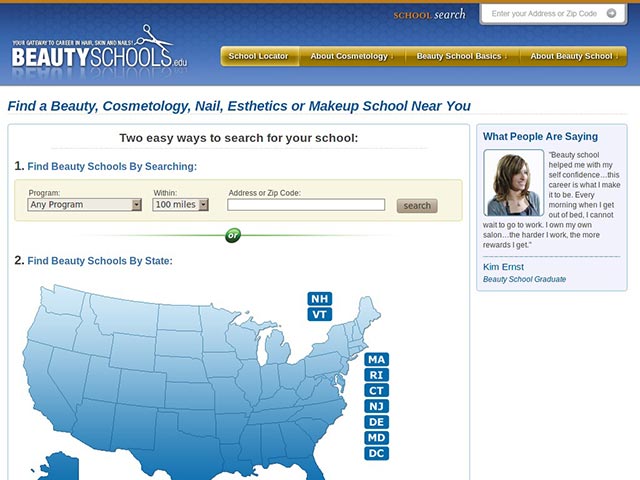 SCHOOL search
Enter your Address or Zip Code
YOUR GATEWAY TO CAREER IN HAIR, SKIN AND NAILS!
BEAUTYSCHOOLS.edu
School Locator
About Cosmetology
Beauty School Basics
About Beauty School
Find a Beauty, Cosmetology, Nail, Esthetics or Makeup School Near You
Two easy ways to search for your school:
1. Find Beauty Schools By Searching:
Program:
Within:
Address or Zip Code:
Any Program
100 miles
search
or
2. Find Beauty Schools By State:
NH
VT
MA
RI
CT
NJ
DE
MD
DC
What People Are Saying
"Beauty school
helped me with my
self confidence…this
career is what I make
it to be. Every
morning when I get
out of bed, I cannot
wait to go to work. I own my own
salon…the harder I work, the more
rewards I get."
Kim Ernst
Beauty School Graduate